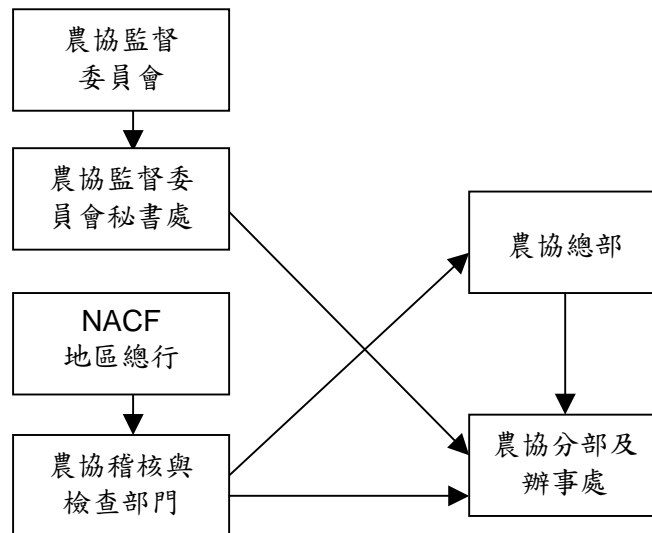 農協監督
委員會
農協監督委
員會秘書處
農協總部
NACF
地區總行
農協稽核與
檢查部門
農協分部及
辦事處